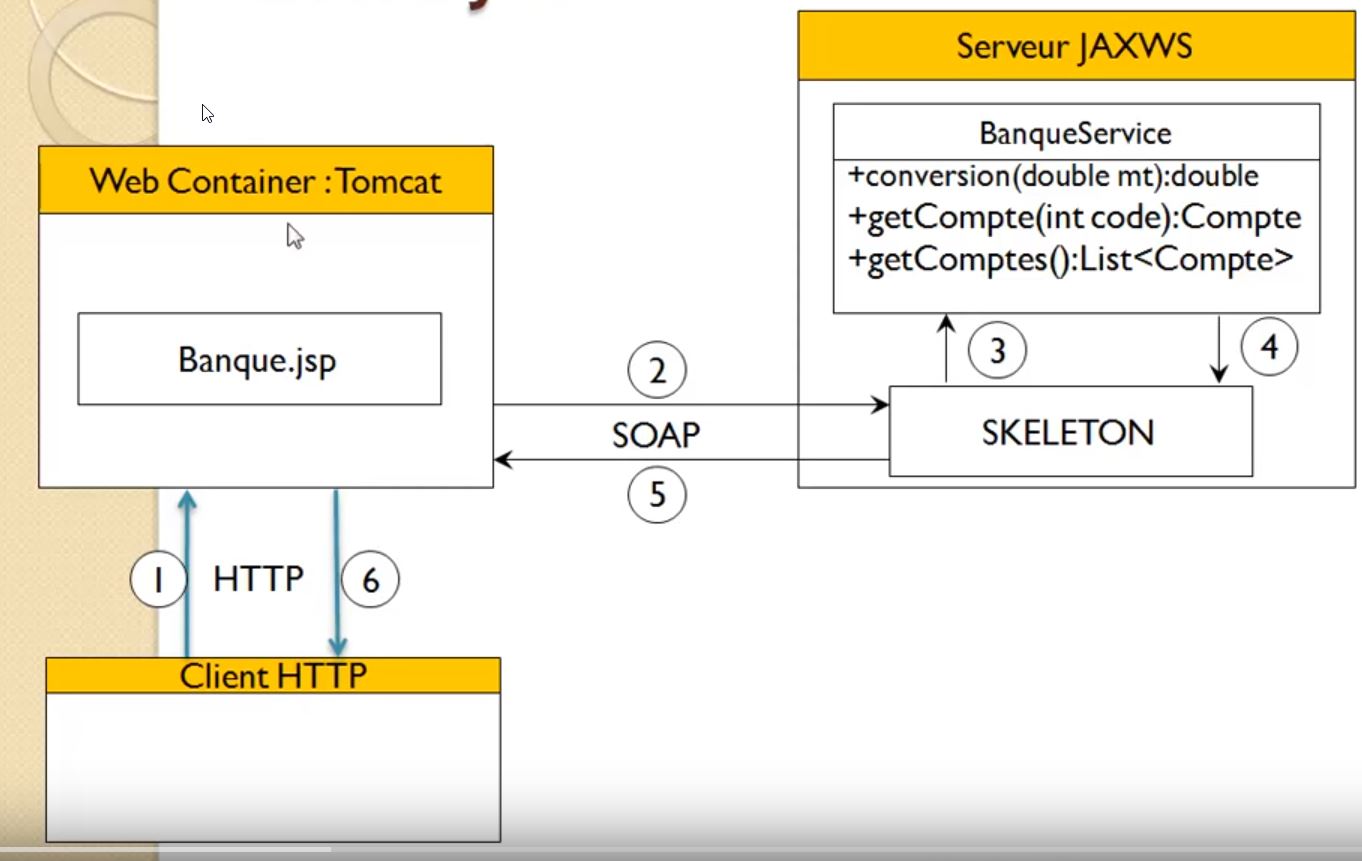 Serveur JAXWS
BanqueService
+conversion(double mt):double
+getCompte(int code):Compte
+getComptes():List<Compte>
Web Container : Tomcat
Banque.jsp
2
SOAP
5
3
4
SKELETON
1
HTTP
6
Client HTTP